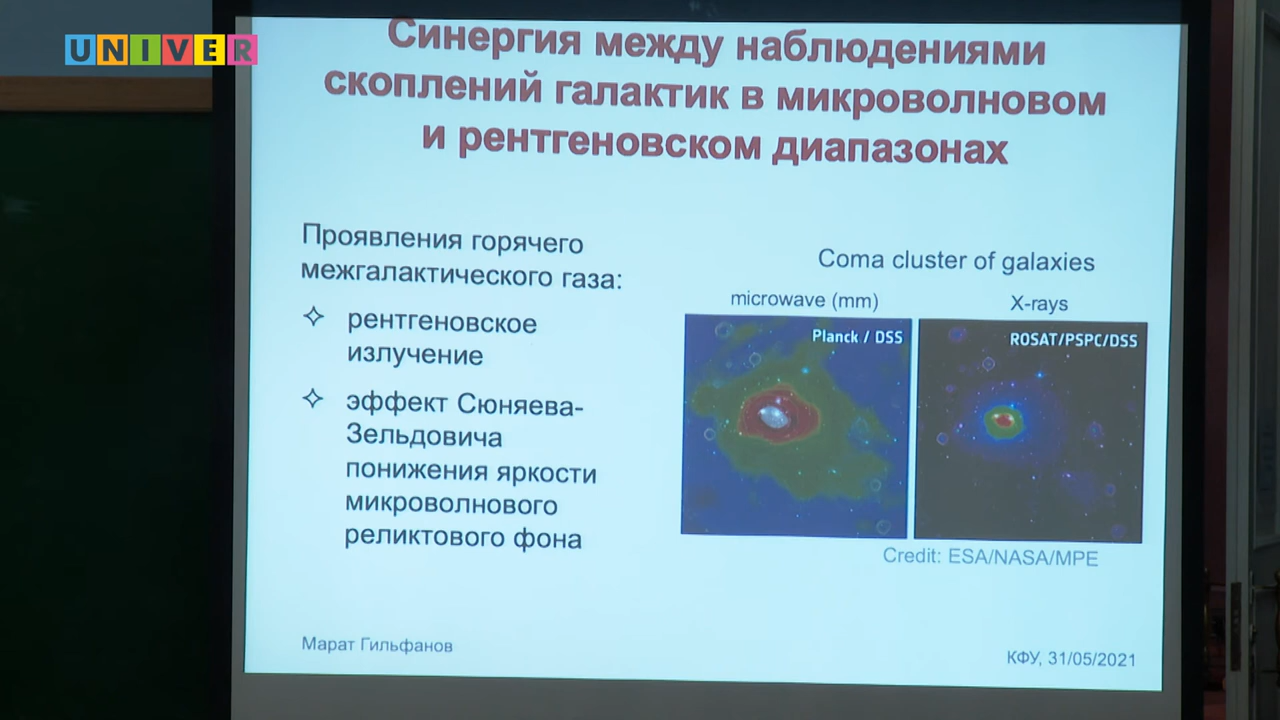 UNIVER
Синергия между наблюдениями
скоплений галактик в микроволновом
и рентгеновском диапазонах
Проявления горячего
межгалактического газа:
рентгеновское
излучение
эффект Сюняева-
Зельдовича
понижения яркости
микроволнового
реликтового фона
Coma cluster of galaxies
microwave (mm)
X-rays
Planck / DSS
ROSAT/PSPC/DSS
Credit: ESA/NASA/MPE
Марат Гильфанов
КФУ, 31/05/2021